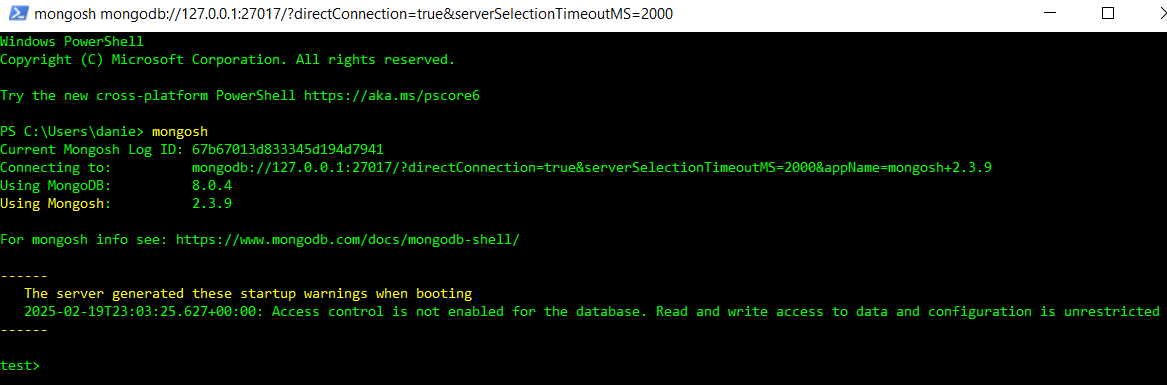 mongosh mongodb://127.0.0.1:27017/?directConnection=true&serverSelectionTimeoutMS=2000
Windows PowerShell
Copyright (C) Microsoft Corporation. All rights reserved.
Try the new cross-platform PowerShell https://aka.ms/pscore6
PS C:\Users\danie> mongosh
Current Mongosh Log ID: 67b67013d833345d194d7941
Connecting to: mongodb://127.0.0.1:27017/?directConnection=true&serverSelectionTimeoutMS=2000&appName=mongosh+2.3.9
Using MongoDB: 8.0.4
Using Mongosh: 2.3.9
For mongosh info see: https://www.mongodb.com/docs/mongodb-shell/
------
The server generated these startup warnings when booting
2025-02-19T23:03:25.627+00:00: Access control is not enabled for the database. Read and write access to data and configuration is unrestricted
------
test>